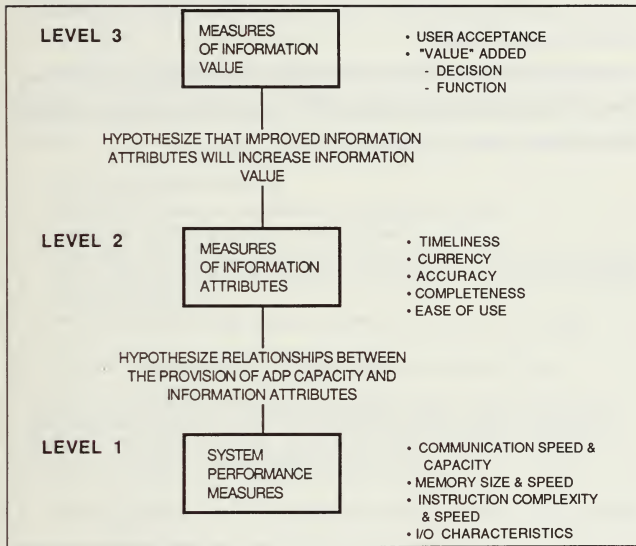 LEVEL 3
MEASURES
OF INFORMATION
VALUE
• USER ACCEPTANCE
• "VALUE" ADDED
- DECISION
- FUNCTION
HYPOTHESIZE THAT IMPROVED INFORMATION
ATTRIBUTES WILL INCREASE INFORMATION
VALUE
LEVEL 2
MEASURES
OF INFORMATION
ATTRIBUTES
• TIMELINESS
• CURRENCY
• ACCURACY
• COMPLETENESS
• EASE OF USE
HYPOTHESIZE RELATIONSHIPS BETWEEN
THE PROVISION OF ADP CAPACITY AND
INFORMATION ATTRIBUTES
LEVEL 1
SYSTEM
PERFORMANCE
MEASURES
• COMMUNICATION SPEED &
CAPACITY
• MEMORY SIZE & SPEED
• INSTRUCTION COMPLEXITY
& SPEED
• I/O CHARACTERISTICS